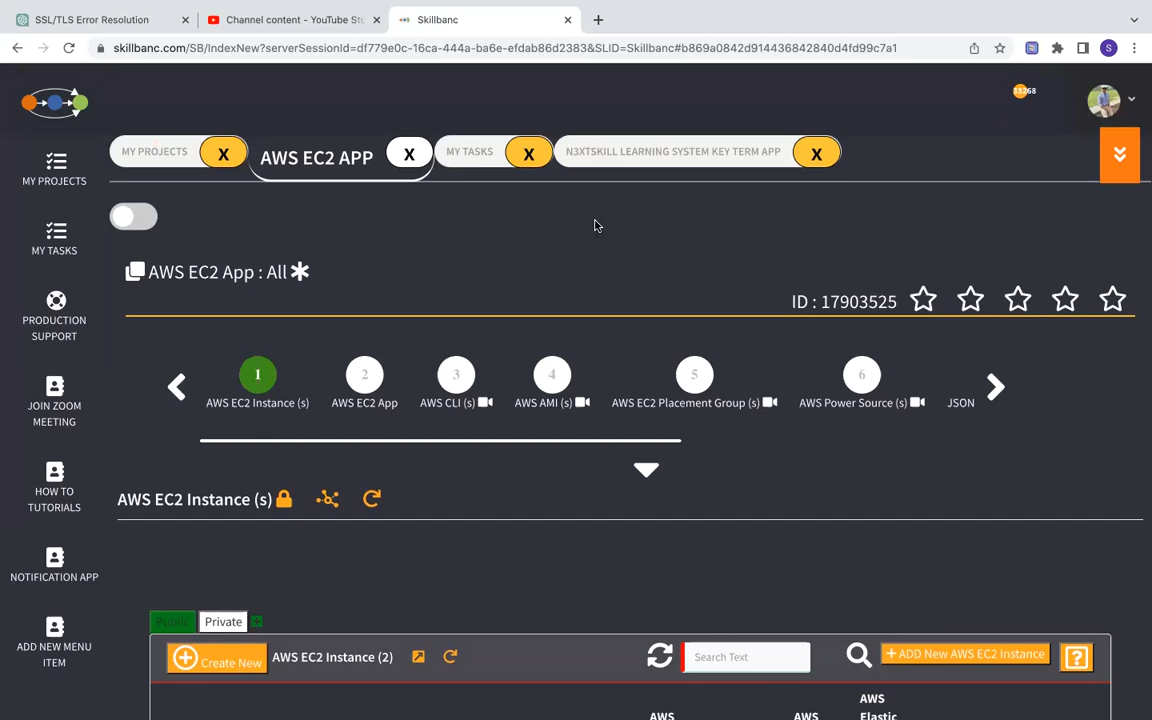 SSL/TLS Error Resolution
Channel content - YouTube Stu
Skillbanc
skillbanc.com/SB/IndexNew?serverSessionId=df779e0c-16ca-444a-ba6e-efdab86d2383&SLID=Skillbanc#b869a0842d914436842840d4fd99c7a1
S
33268
MY PROJECTS X
AWS EC2 APP X
MY TASKS X
N3XTSKILL LEARNING SYSTEM KEY TERM APP X
MY PROJECTS
MY TASKS
PRODUCTION
SUPPORT
JOIN ZOOM
MEETING
HOW TO
TUTORIALS
NOTIFICATION APP
ADD NEW MENU
ITEM
AWS EC2 App : All
ID : 17903525
1 2 3 4 5 6
AWS EC2 Instance (s) AWS EC2 App AWS CLI (s) AWS AMI (s) AWS EC2 Placement Group (s) AWS Power Source (s) JSON
AWS EC2 Instance (s)
Public Private
Create New AWS EC2 Instance (2) Search Text + ADD New AWS EC2 Instance ?
AWS
AWS AWS Elastic